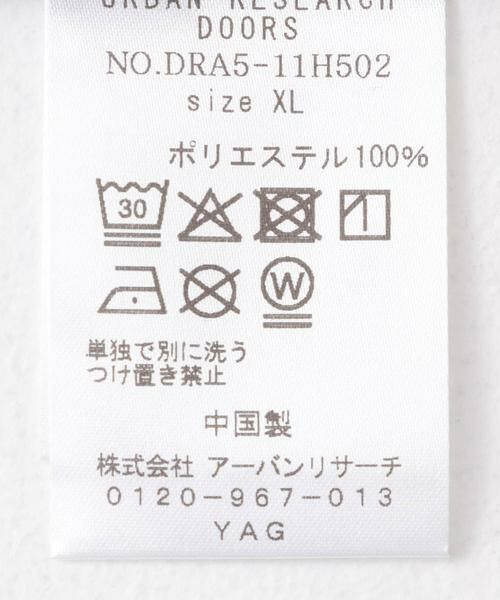 URBAN RESEARCH
DOORS
NO.DRA5-11H502
size XL
ポリエステル100%
30
W
単独で別に洗う
つけ置き禁止
中国製
株式会社 アーバンリサーチ
0120-967-013
YAG